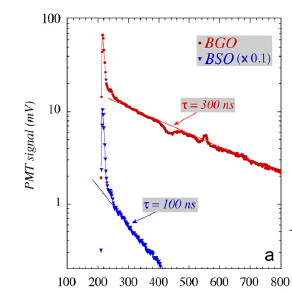 100
BGO
BSO (x 0.1)
τ = 300 ns
10
PMT signal (mV)
τ = 100 ns
1
a
100 200 300 400 500 600 700 800